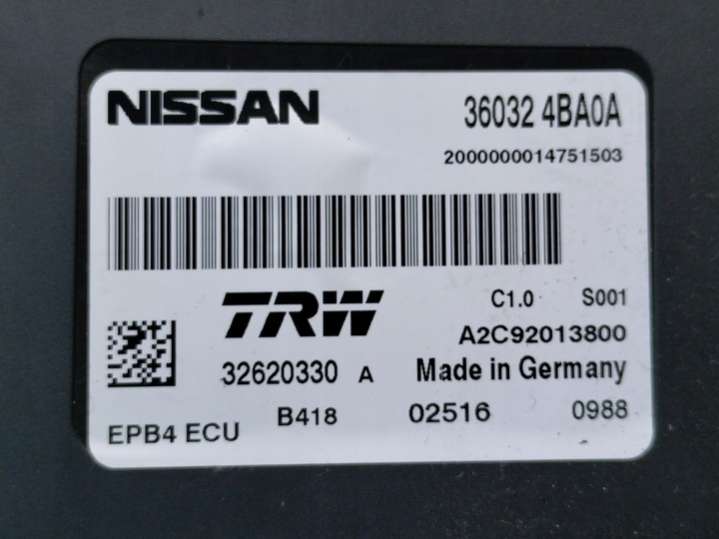 NISSAN 36032 4BA0A
2000000014751503
TRW C1.0 S001
A2C92013800
32620330 A Made in Germany
EPB4 ECU B418 02516 0988